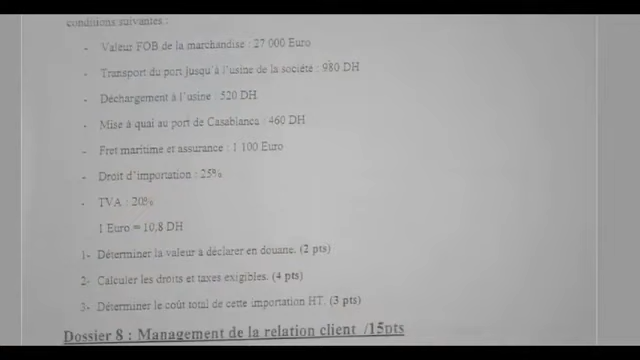 conditions suivantes :
- Valeur FOB de la marchandise : 27 000 Euro
- Transport du port jusqu'à l'usine de la société : 980 DH
- Déchargement à l'usine : 520 DH
- Mise à quai au port de Casablanca : 460 DH
- Fret maritime et assurance : 1 100 Euro
- Droit d'importation : 25%
- TVA : 20%
1 Euro = 10,8 DH
1- Déterminer la valeur à déclarer en douane. (2 pts)
2- Calculer les droits et taxes exigibles. (4 pts)
3- Déterminer le coût total de cette importation HT. (3 pts)
Dossier 8 : Management de la relation client /15pts